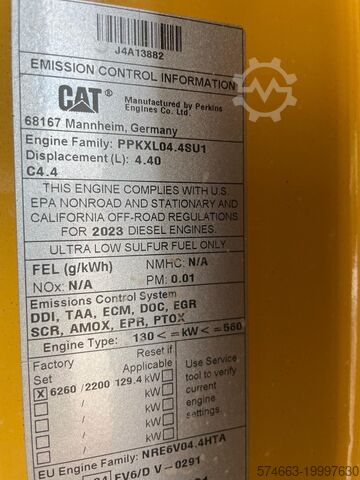 J4A13882
EMISSION CONTROL INFORMATION
CAT Manufactured by Perkins
Engines Co. Ltd.
68167 Mannheim, Germany
Engine Family: PPKXL04.4SU1
Displacement (L): 4.40
C4.4
THIS ENGINE COMPLIES WITH U.S.
EPA NONROAD AND STATIONARY AND
CALIFORNIA OFF-ROAD REGULATIONS
FOR 2023 DIESEL ENGINES.
ULTRA LOW SULFUR FUEL ONLY
FEL (g/kWh) NMHC: N/A
NOx: N/A PM: 0.01
Emissions Control System
DDI, TAA, ECM, DOC, EGR
SCR, AMOX, EPR, PTOX
Engine Type: 130<=kW<=560
Factory Set Reset if Applicable
X 6260 / 2200 129.4 kW
/ kW
/ kW
/ kW
/ kW
Use Service
tool to verify
current
engine
settings.
EU Engine Family: NRE6V04.4HTA
EV6/D V-0291
574663-19997630